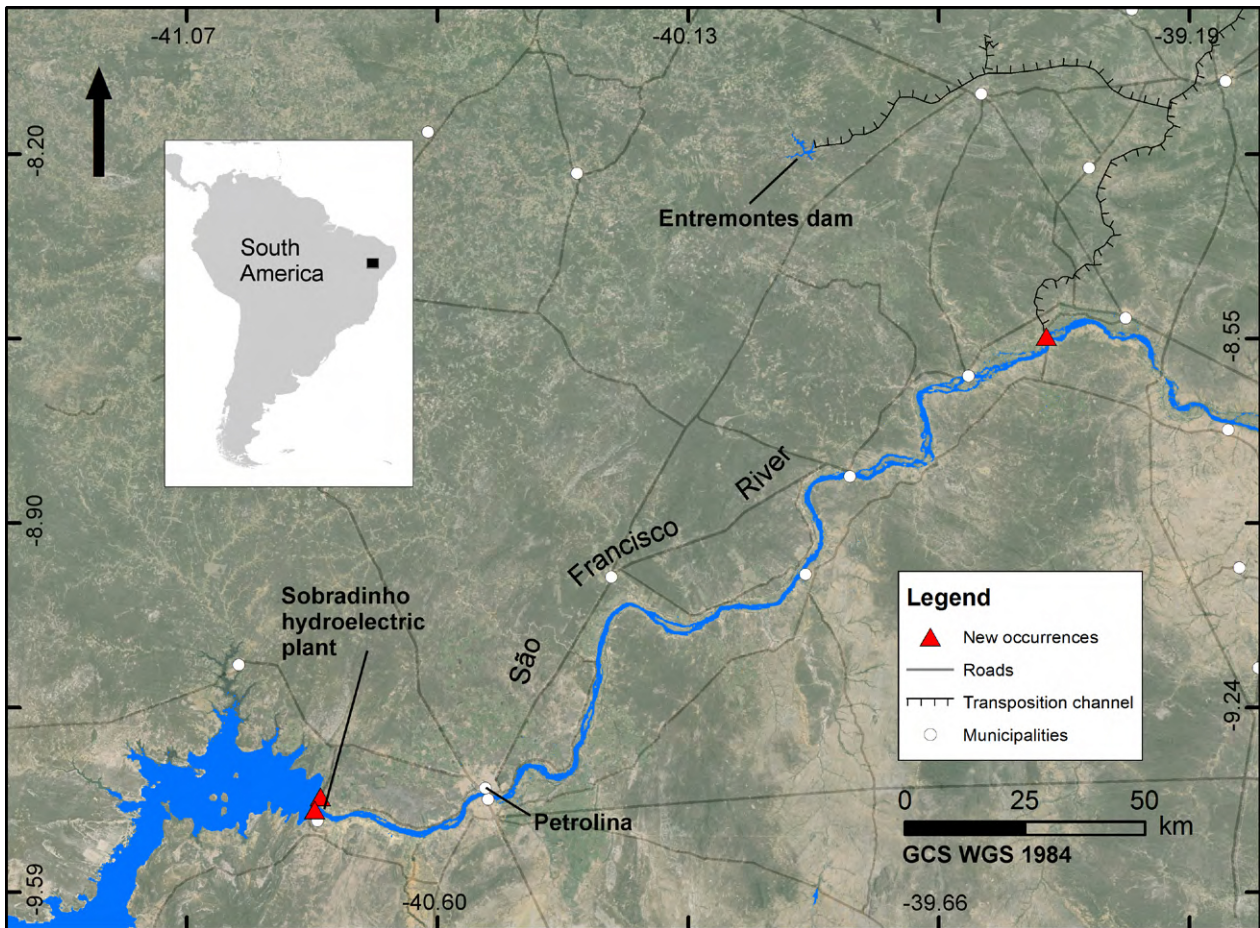 -41.07
-40.13
-39.19
-8.20
South
America
Entremontes dam
-8.55
River
Francisco
São
-8.90
Sobradinho
hydroelectric
plant
Legend
New occurrences
Roads
Transposition channel
Municipalities
-9.24
Petrolina
0 25 50
km
GCS WGS 1984
-9.59
-40.60
-39.66